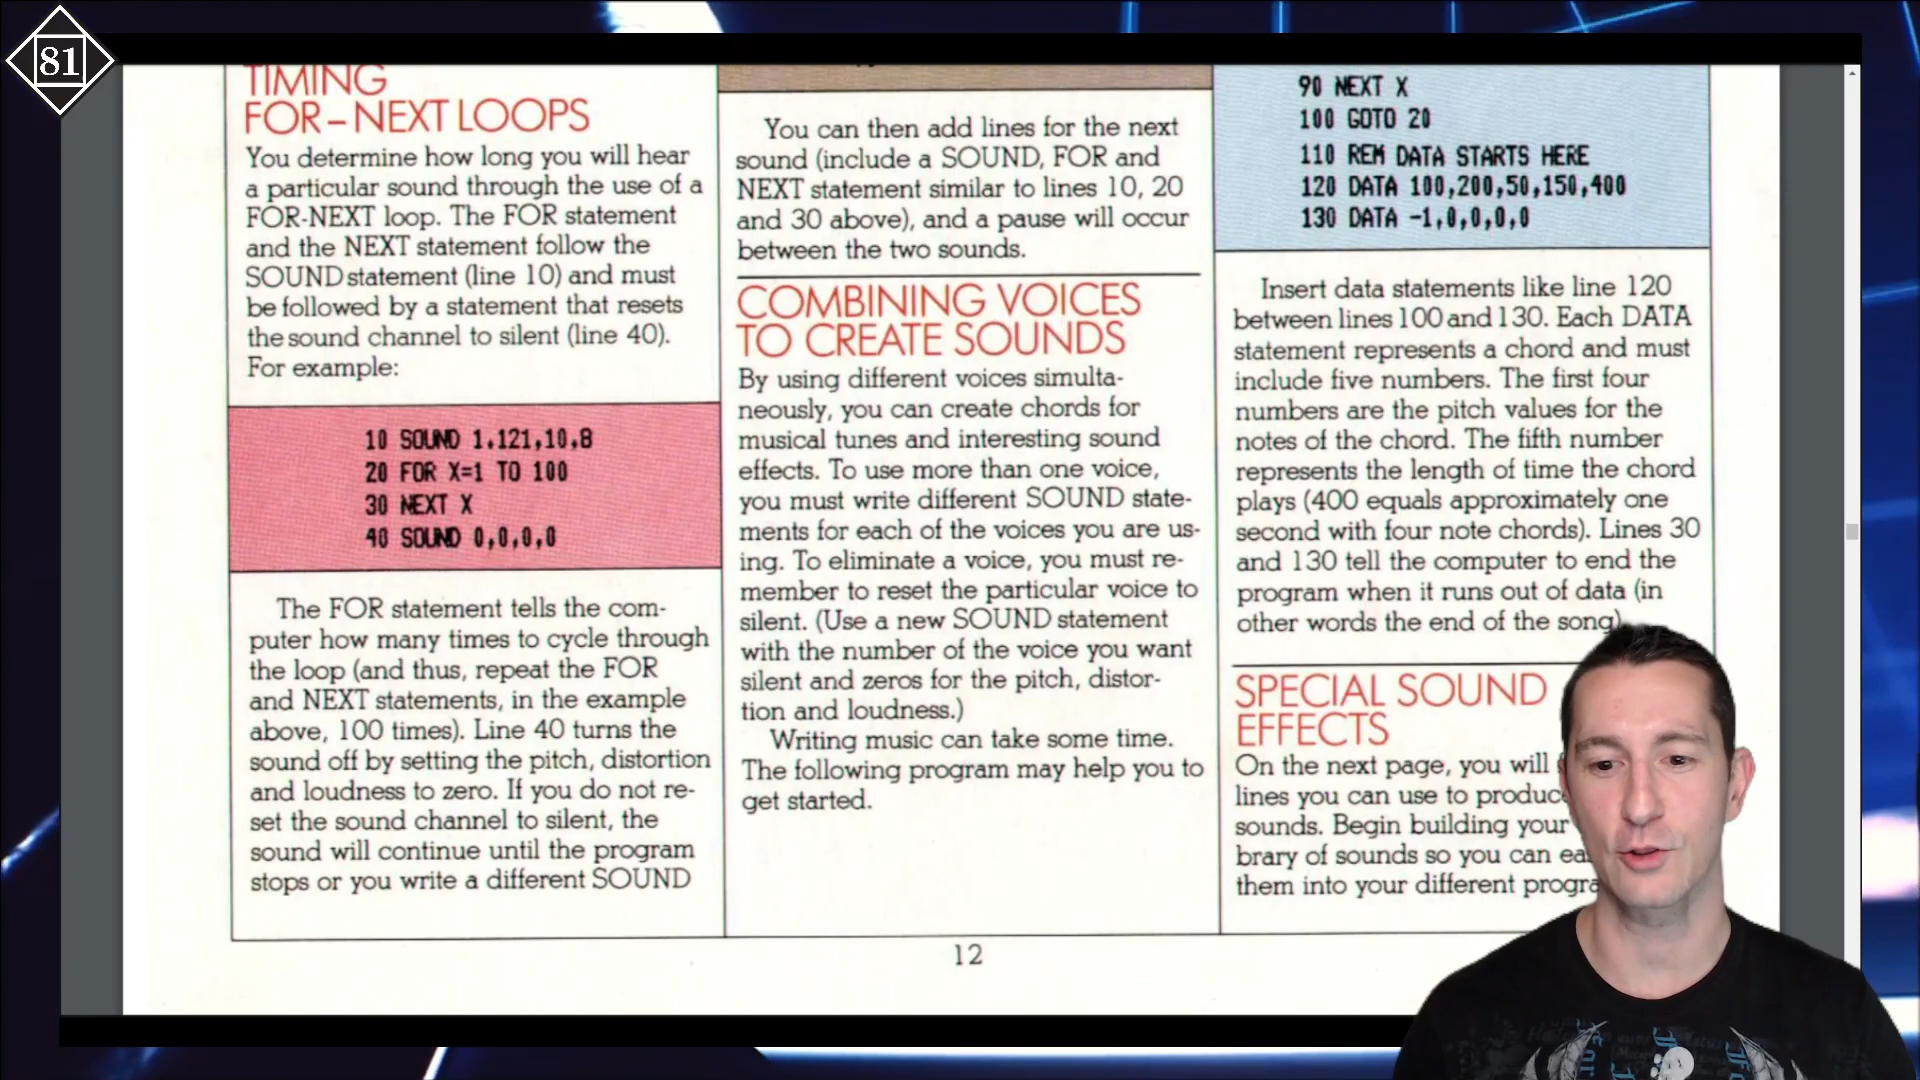 81
TIMING
FOR-NEXT LOOPS
You determine how long you will hear
a particular sound through the use of a
FOR-NEXT loop. The FOR statement
and the NEXT statement follow the
SOUND statement (line 10) and must
be followed by a statement that resets
the sound channel to silent (line 40).
For example:
10 SOUND 1,121,10,8
20 FOR X=1 TO 100
30 NEXT X
40 SOUND 0,0,0,0
The FOR statement tells the com-
puter how many times to cycle through
the loop (and thus, repeat the FOR
and NEXT statements, in the example
above, 100 times). Line 40 turns the
sound off by setting the pitch, distortion
and loudness to zero. If you do not re-
set the sound channel to silent, the
sound will continue until the program
stops or you write a different SOUND
You can then add lines for the next
sound (include a SOUND, FOR and
NEXT statement similar to lines 10, 20
and 30 above), and a pause will occur
between the two sounds.
COMBINING VOICES
TO CREATE SOUNDS
By using different voices simulta-
neously, you can create chords for
musical tunes and interesting sound
effects. To use more than one voice,
you must write different SOUND state-
ments for each of the voices you are us-
ing. To eliminate a voice, you must re-
member to reset the particular voice to
silent. (Use a new SOUND statement
with the number of the voice you want
silent and zeros for the pitch, distor-
tion and loudness.)
Writing music can take some time.
The following program may help you to
get started.
90 NEXT X
100 GOTO 20
110 REM DATA STARTS HERE
120 DATA 100,200,50,150,400
130 DATA -1,0,0,0,0
Insert data statements like line 120
between lines 100 and 130. Each DATA
statement represents a chord and must
include five numbers. The first four
numbers are the pitch values for the
notes of the chord. The fifth number
represents the length of time the chord
plays (400 equals approximately one
second with four note chords). Lines 30
and 130 tell the computer to end the
program when it runs out of data (in
other words the end of the song)
SPECIAL SOUND
EFFECTS
On the next page, you will
lines you can use to produc
sounds. Begin building your
brary of sounds so you can ea
them into your different progra
12